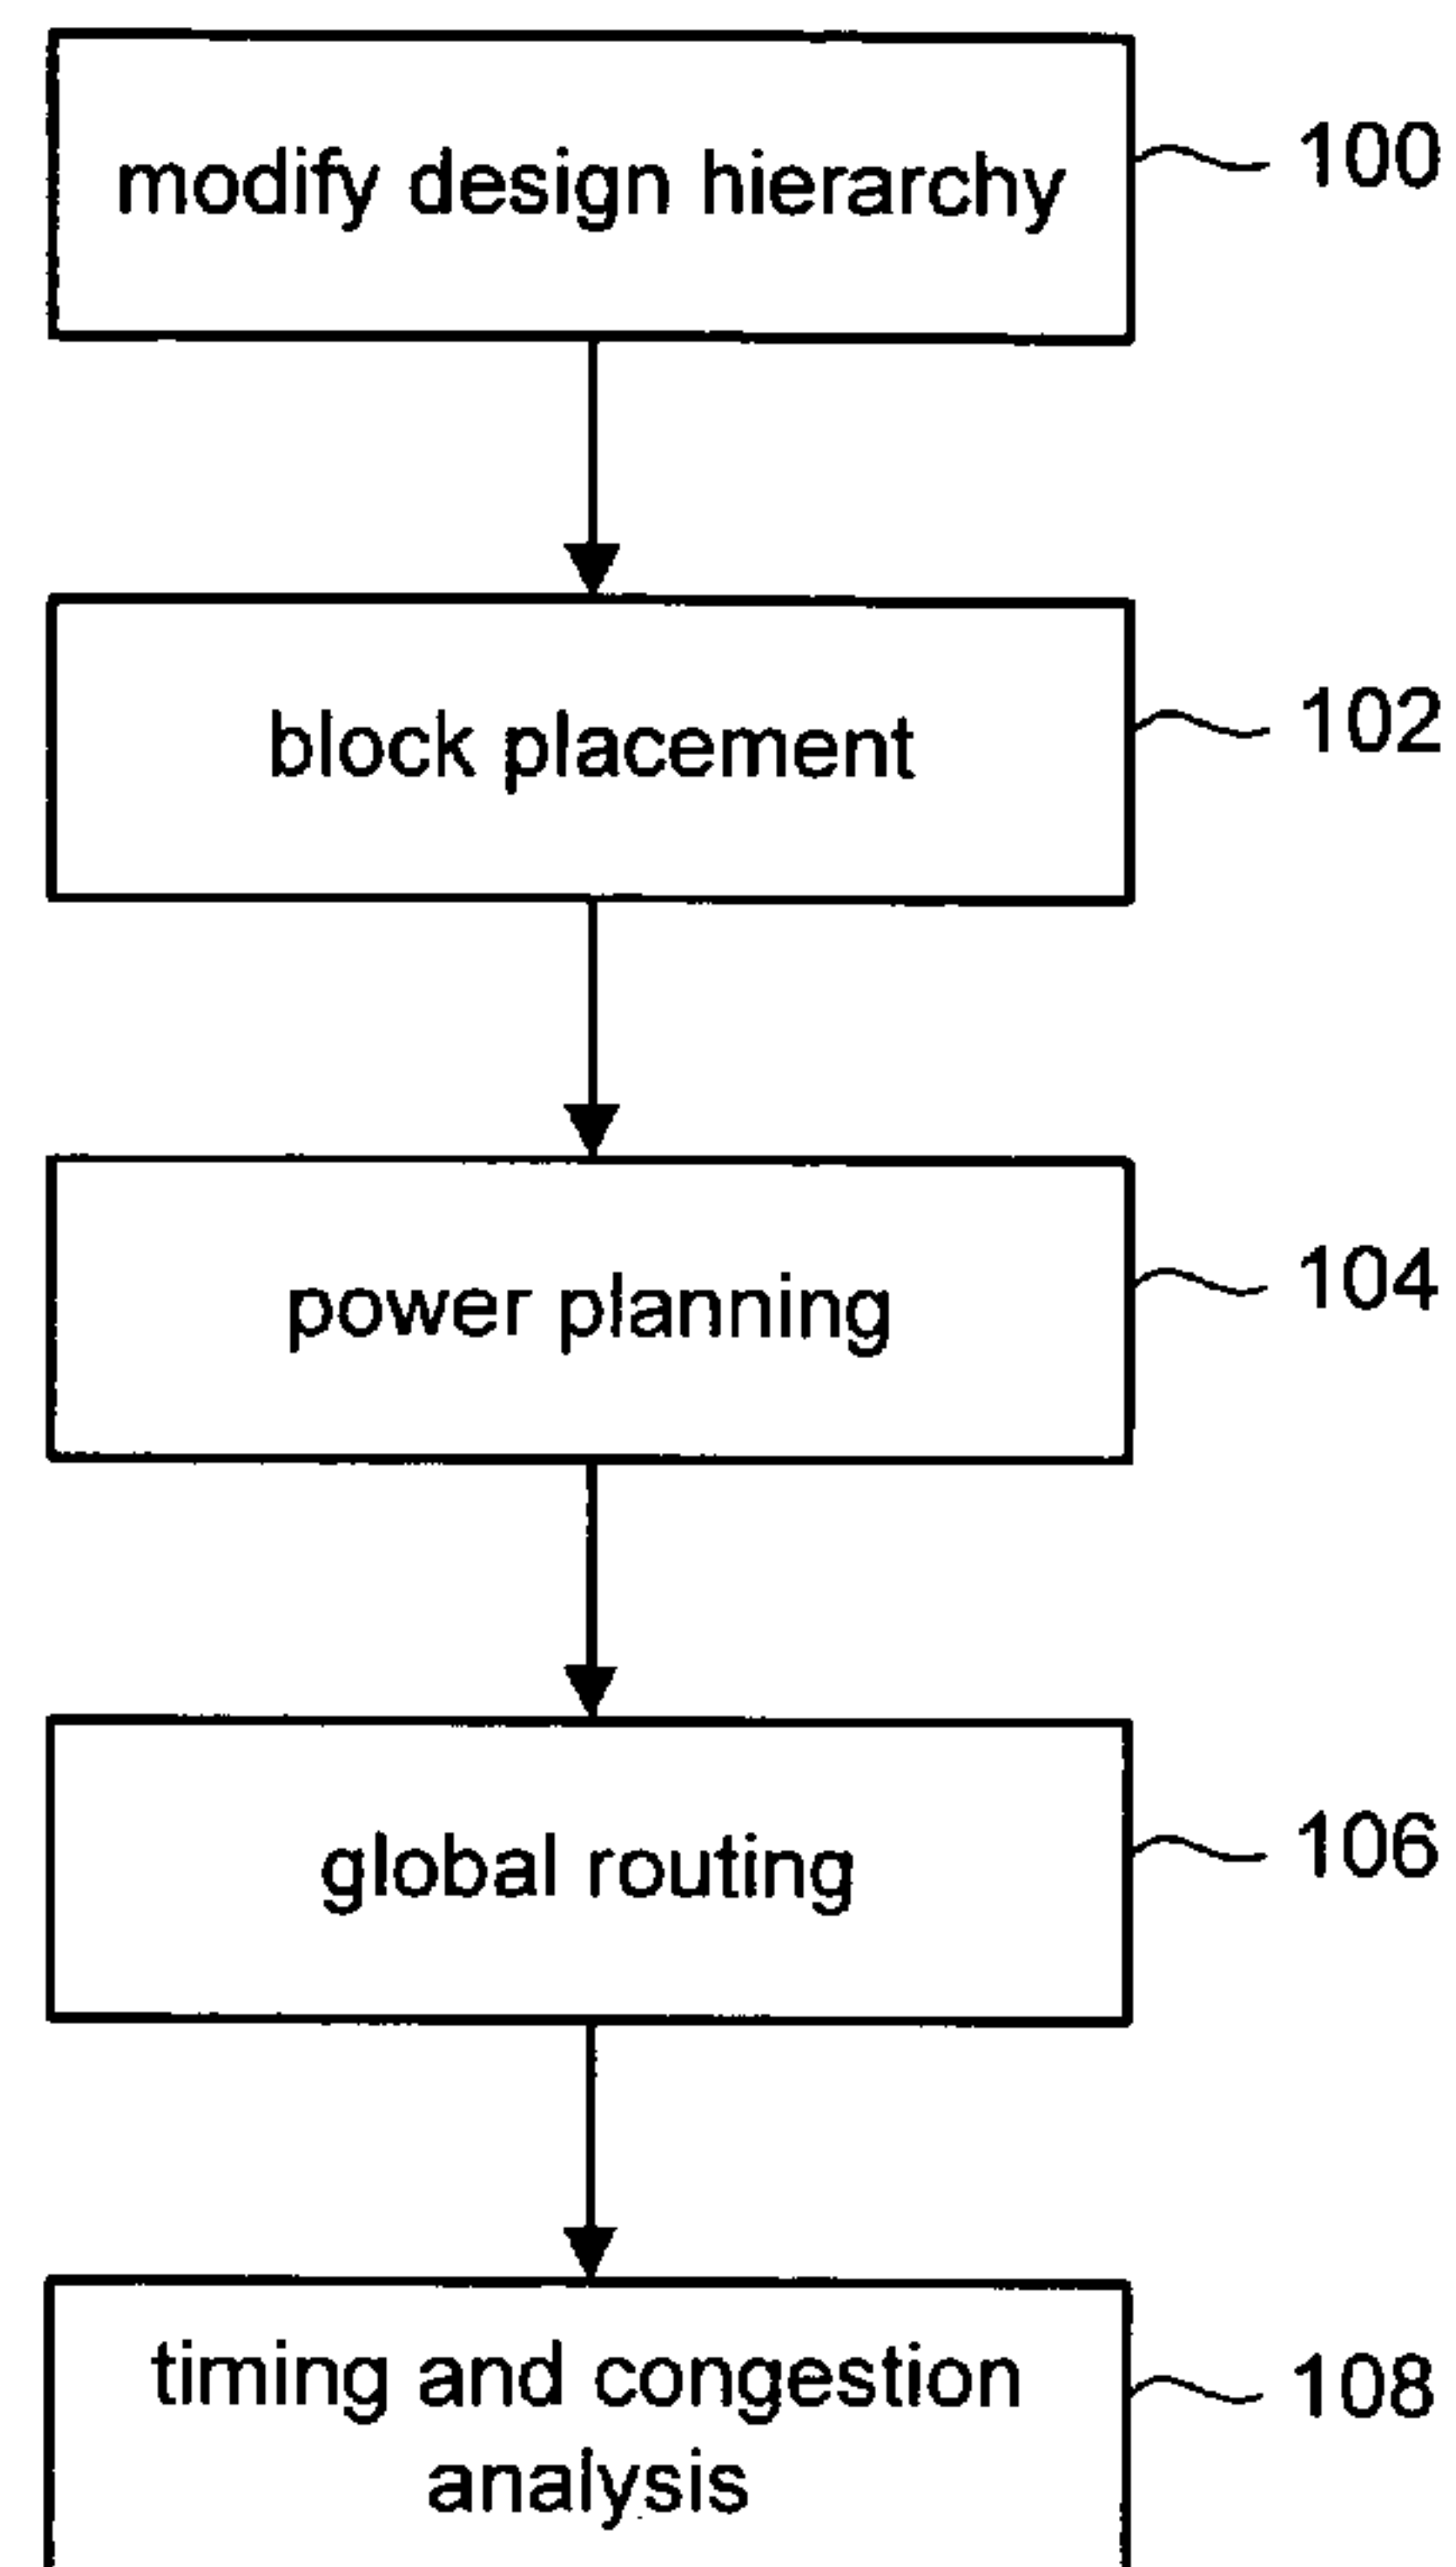 modify design hierarchy
100
block placement
102
power planning
104
global routing
106
timing and congestion
analysis
108